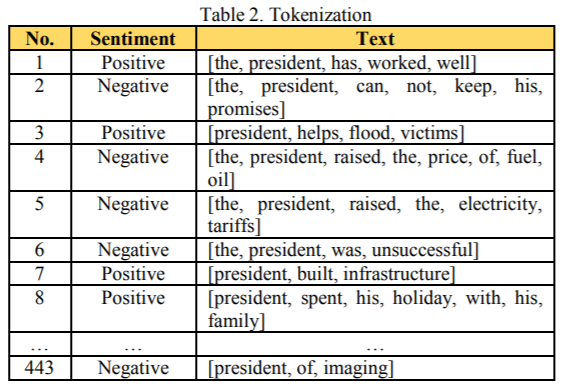 Table 2. Tokenization
No. Sentiment Text
1 Positive [the, president, has, worked, well]
2 Negative [the, president, can, not, keep, his,
promises]
3 Positive [president, helps, flood, victims]
4 Negative [the, president, raised, the, price, of, fuel,
oil]
5 Negative [the, president, raised, the, electricity,
tariffs]
6 Negative [the, president, was, unsuccessful]
7 Positive [president, built, infrastructure]
8 Positive [president, spent, his, holiday, with, his,
family]
... ... ...
443 Negative [president, of, imaging]